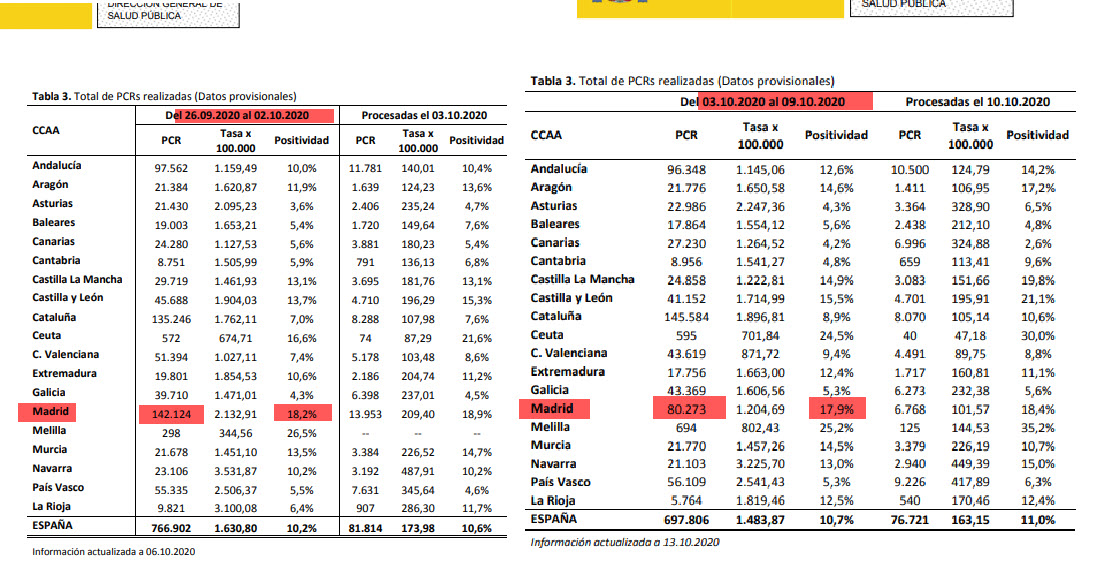 DIRECCIÓN GENERAL DE
SALUD PÚBLICA
Tabla 3. Total de PCRs realizadas (Datos provisionales)
CCAA Del 26.09.2020 al 02.10.2020 Procesadas el 03.10.2020
PCR Tasa x 100.000 Positividad PCR Tasa x 100.000 Positividad
Andalucía 97.562 1.159,49 10,0% 11.781 140,01 10,4%
Aragón 21.384 1.620,87 11,9% 1.639 124,23 13,6%
Asturias 21.430 2.095,23 3,6% 2.406 235,24 4,7%
Baleares 19.003 1.653,21 5,4% 1.720 149,64 7,6%
Canarias 24.280 1.127,53 5,6% 3.881 180,23 5,4%
Cantabria 8.751 1.505,99 5,9% 791 136,13 6,8%
Castilla La Mancha 29.719 1.461,93 13,1% 3.695 181,76 13,1%
Castilla y León 45.688 1.904,03 13,7% 4.710 196,29 15,3%
Cataluña 135.246 1.762,11 7,0% 8.288 107,98 7,6%
Ceuta 572 674,71 16,6% 74 87,29 21,6%
C. Valenciana 51.394 1.027,11 7,4% 5.178 103,48 8,6%
Extremadura 19.801 1.854,53 10,6% 2.186 204,74 11,2%
Galicia 39.710 1.471,01 4,3% 6.398 237,01 4,5%
Madrid 142.124 2.132,91 18,2% 13.953 209,40 18,9%
Melilla 298 344,56 26,5% -- -- --
Murcia 21.678 1.451,10 13,5% 3.384 226,52 14,7%
Navarra 23.106 3.531,87 10,2% 3.192 487,91 10,2%
País Vasco 55.335 2.506,37 5,5% 7.631 345,64 4,6%
La Rioja 9.821 3.100,08 6,4% 907 286,30 11,7%
ESPAÑA 766.902 1.630,80 10,2% 81.814 173,98 10,6%
Información actualizada a 06.10.2020
SALUD PÚBLICA
Tabla 3. Total de PCRs realizadas (Datos provisionales)
CCAA Del 03.10.2020 al 09.10.2020 Procesadas el 10.10.2020
PCR Tasa x 100.000 Positividad PCR Tasa x 100.000 Positividad
Andalucía 96.348 1.145,06 12,6% 10.500 124,79 14,2%
Aragón 21.776 1.650,58 14,6% 1.411 106,95 17,2%
Asturias 22.986 2.247,36 4,3% 3.364 328,90 6,5%
Baleares 17.864 1.554,12 5,6% 2.438 212,10 4,8%
Canarias 27.230 1.264,52 4,2% 6.996 324,88 2,6%
Cantabria 8.956 1.541,27 4,8% 659 113,41 9,6%
Castilla La Mancha 24.858 1.222,81 14,9% 3.083 151,66 19,8%
Castilla y León 41.152 1.714,99 15,5% 4.701 195,91 21,1%
Cataluña 145.584 1.896,81 8,9% 8.070 105,14 10,6%
Ceuta 595 701,84 24,5% 40 47,18 30,0%
C. Valenciana 43.619 871,72 9,4% 4.491 89,75 8,8%
Extremadura 17.756 1.663,00 12,4% 1.717 160,81 11,1%
Galicia 43.369 1.606,56 5,3% 6.273 232,38 5,6%
Madrid 80.273 1.204,69 17,9% 6.768 101,57 18,4%
Melilla 694 802,43 25,2% 125 144,53 35,2%
Murcia 21.770 1.457,26 14,5% 3.379 226,19 10,7%
Navarra 21.103 3.225,70 13,0% 2.940 449,39 15,0%
País Vasco 56.109 2.541,43 5,3% 9.226 417,89 6,3%
La Rioja 5.764 1.819,46 12,5% 540 170,46 12,4%
ESPAÑA 697.806 1.483,87 10,7% 76.721 163,15 11,0%
Información actualizada a 13.10.2020